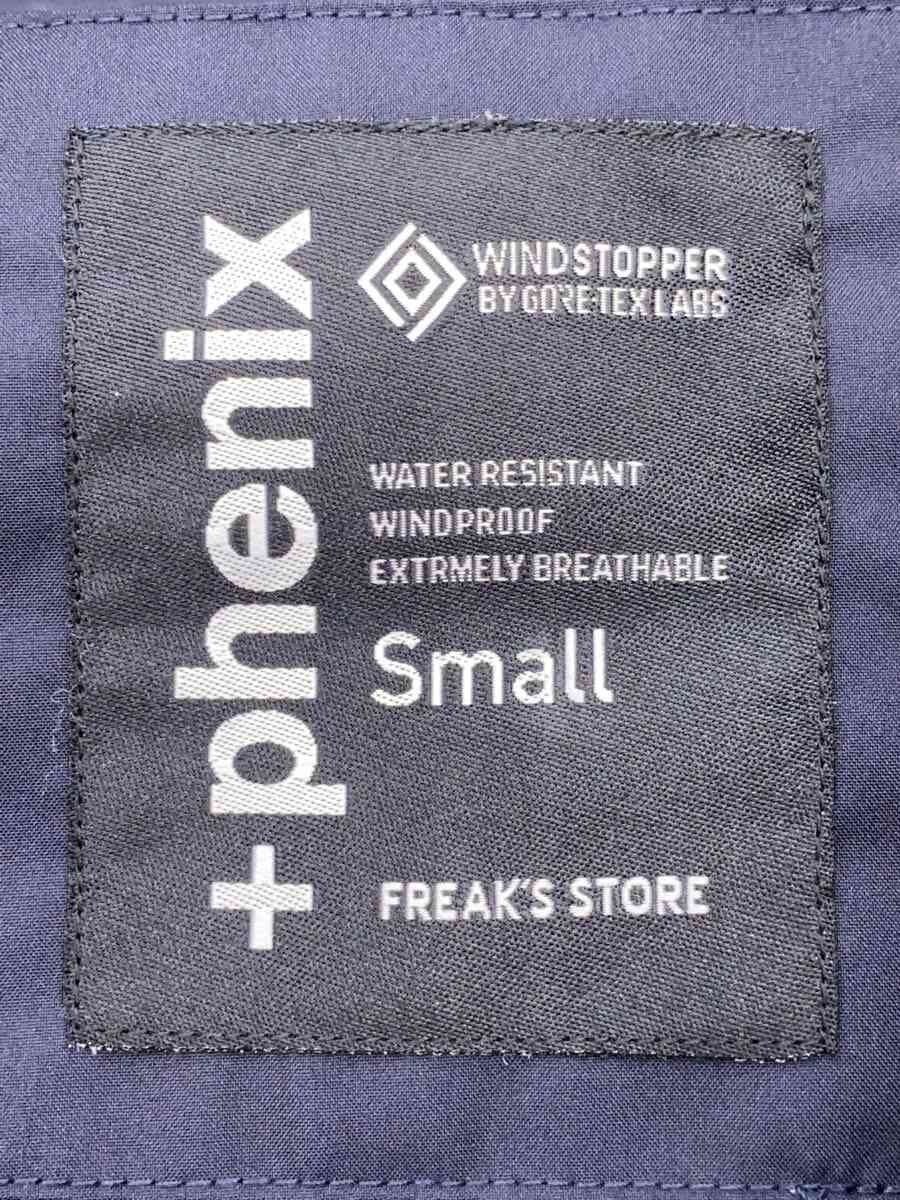 +phenix
WINDSTOPPER
BY GORE-TEX LABS
WATER RESISTANT
WINDPROOF
EXTRMELY BREATHABLE
Small
FREAK'S STORE